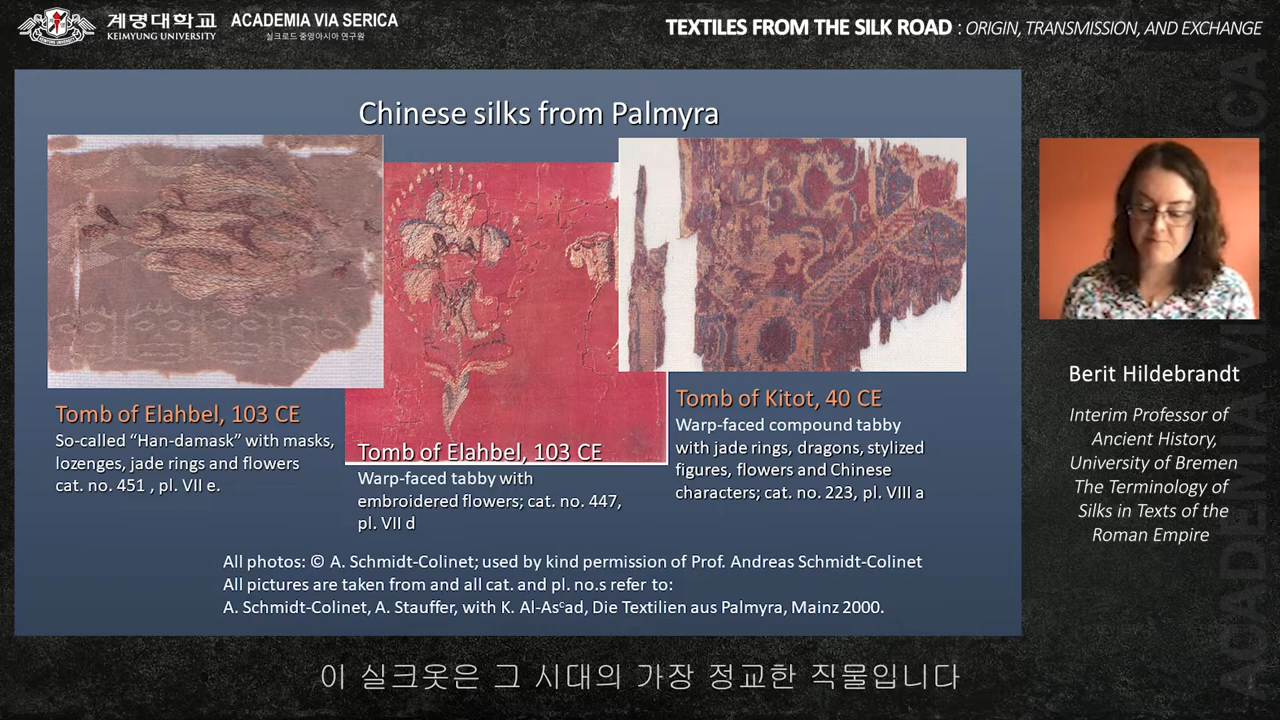 계명대학교
KEIMYUNG UNIVERSITY
ACADEMIA VIA SERICA
실크로드 중앙아시아 연구원
TEXTILES FROM THE SILK ROAD : ORIGIN, TRANSMISSION, AND EXCHANGE
Chinese silks from Palmyra
Tomb of Elahbel, 103 CE
So-called “Han-damask” with masks,
lozenges, jade rings and flowers
cat. no. 451 , pl. VII e.
Tomb of Elahbel, 103 CE
Warp-faced tabby with
embroidered flowers; cat. no. 447,
pl. VII d
Tomb of Kitot, 40 CE
Warp-faced compound tabby
with jade rings, dragons, stylized
figures, flowers and Chinese
characters; cat. no. 223, pl. VIII a
All photos: © A. Schmidt-Colinet; used by kind permission of Prof. Andreas Schmidt-Colinet
All pictures are taken from and all cat. and pl. no.s refer to:
A. Schmidt-Colinet, A. Stauffer, with K. Al-Ascad, Die Textilien aus Palmyra, Mainz 2000.
Berit Hildebrandt
Interim Professor of
Ancient History,
University of Bremen
The Terminology of
Silks in Texts of the
Roman Empire
ACADEMIA VIA SERICA
이 실크옷은 그 시대의 가장 정교한 직물입니다